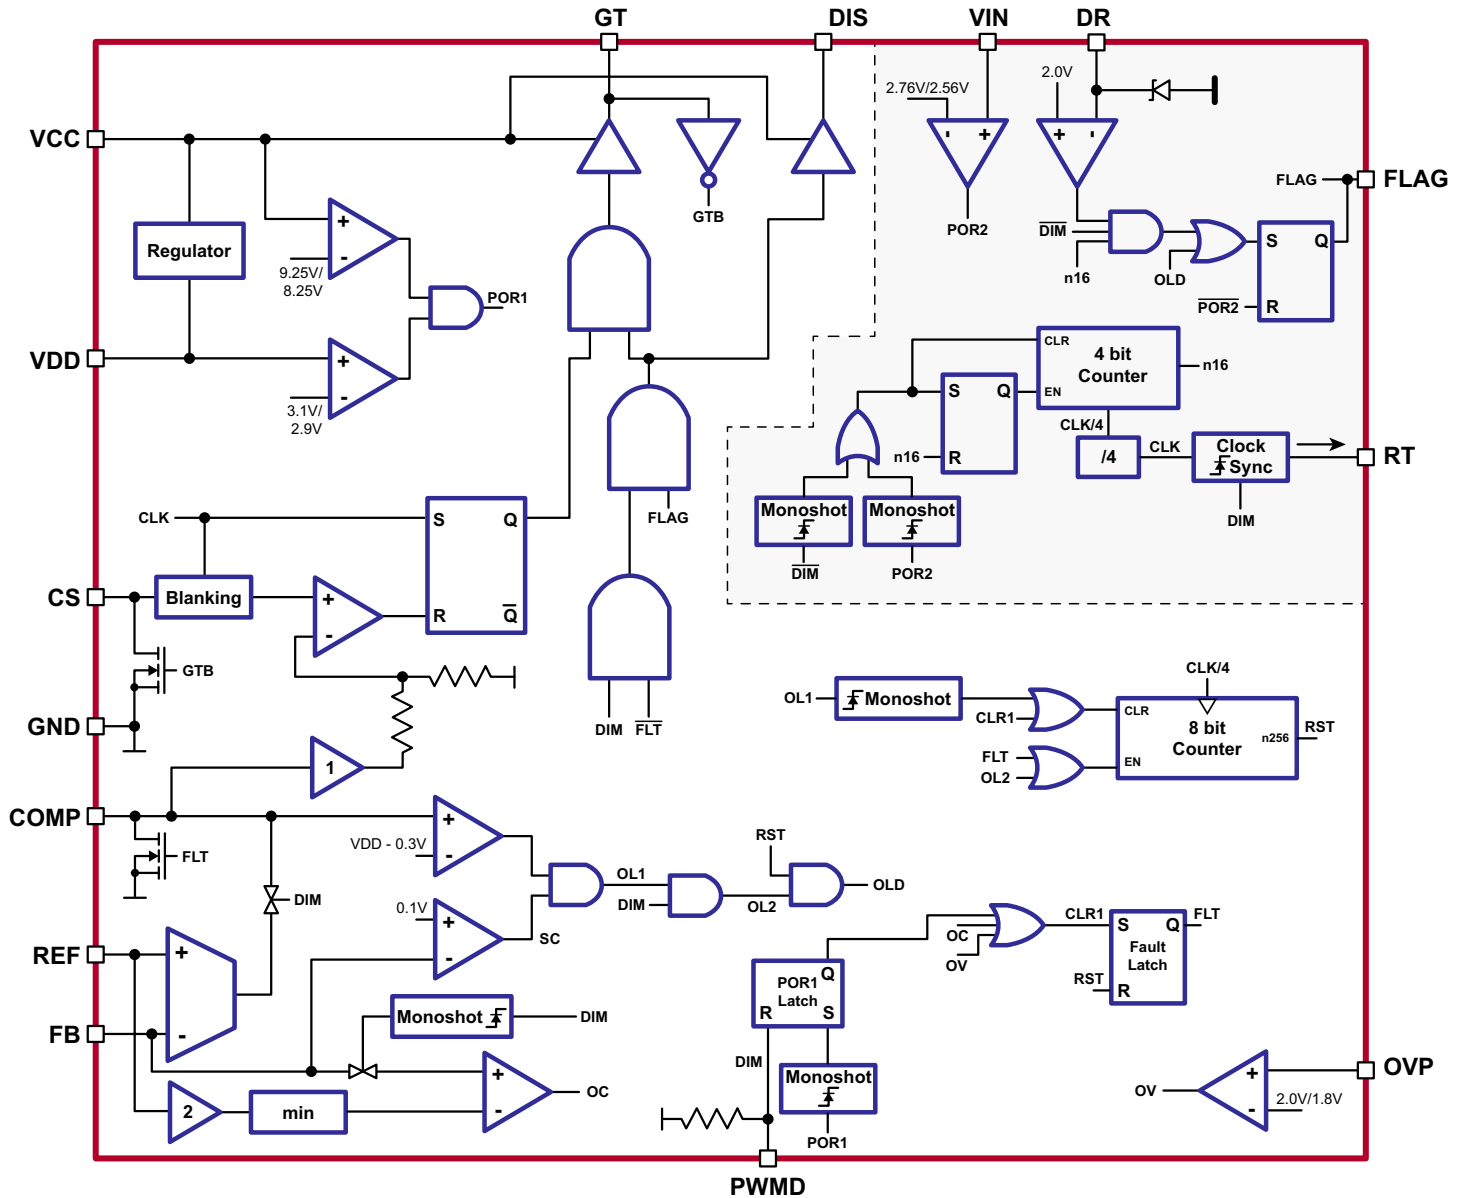 GT DIS VIN DR
2.76V/2.56V 2.0V
VCC
- + + -
FLAG FLAG
GTB POR2 D̅I̅M̅
n16 OLD
S Q
P̅O̅R̅2̅ R
Regulator
+
-
9.25V/
8.25V
POR1
VDD
+
-
3.1V/
2.9V
CLR
4 bit
Counter
n16
S Q EN
CLK/4
n16 R
/4 CLK Clock
Sync
RT
DIM
Monoshot Monoshot
D̅I̅M̅ POR2
CLK S Q
FLAG
CS Blanking + R Q̅
-
GTB
GND
DIM F̅L̅T̅
1
CLK/4
OL1 Monoshot
CLR1 CLR
8 bit
Counter
n256 RST
FLT
OL2 EN
COMP
+
VDD - 0.3V -
FLT
DIM
RST
OL1
DIM OL2 OLD
0.1V +
SC
-
REF +
FB -
OC
OV
CLR1 S Q FLT
Fault
Latch
RST R
Q
POR1
Latch
R S
Monoshot DIM
DIM
Monoshot
POR1
+
-
OC
2 min
OVP
OV +
- 2.0V/1.8V
PWMD